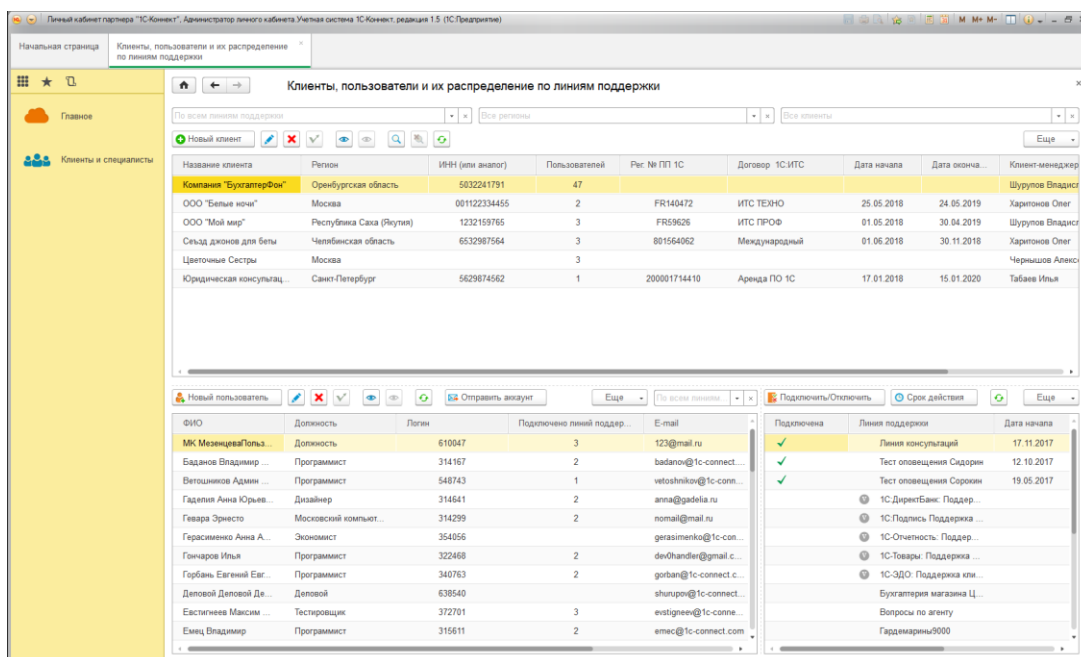 Личный кабинет партнера "1С-Коннект". Администратор личного кабинета.Учетная система 1С-Коннект, редакция 1.5 (1С:Предприятие) M M+ M-
Начальная страница Клиенты, пользователи и их распределение
по линиям поддержки
Клиенты, пользователи и их распределение по линиям поддержки
Главное
Клиенты и специалисты
По всем линиям поддержки Все регионы Все клиенты
Новый клиент Еще
Название клиента Регион ИНН (или аналог) Пользователей Рег. № ПП 1С Договор 1С:ИТС Дата начала Дата оконча... Клиент-менеджер
Компания "БухгалтерФон" Оренбургская область 5032241791 47 Шурупов Владисл
ООО "Белые ночи" Москва 001122334455 2 FR140472 ИТС ТЕХНО 25.05.2018 24.05.2019 Харитонов Олег
ООО "Мой мир" Республика Саха (Якутия) 1232159765 3 FR59626 ИТС ПРОФ 01.05.2018 30.04.2019 Шурупов Владисл
Сеъзд джонов для беты Челябинская область 6532987564 3 801564062 Международный 01.06.2018 30.11.2018 Харитонов Олег
Цветочные Сестры Москва 3 Чернышов Алекс
Юридическая консультац... Санкт-Петербург 5629874562 1 200001714410 Аренда ПО 1С 17.01.2018 15.01.2020 Табаев Илья
Новый пользователь Отправить аккаунт Еще По всем линиям... Подключить/Отключить Срок действия Еще
ФИО Должность Логин Подключено линий поддер... E-mail Подключена Линия поддержки Дата начала
МК МезенцеваПольз... Должность 610047 3 123@mail.ru Линия консультаций 17.11.2017
Баданов Владимир ... Программист 314167 2 badanov@1c-connect.... Тест оповещения Сидорин 12.10.2017
Ветошников Админ ... Программист 548743 1 vetoshnikov@1c-conn... Тест оповещения Сорокин 19.05.2017
Гаделия Анна Юрьев... Дизайнер 314641 2 anna@gadelia.ru 1С:ДиректБанк: Поддер...
Гевара Эрнесто Московский компьют... 314299 2 nomail@mail.ru 1С:Подпись Поддержка ...
Герасименко Анна А... Экономист 354056 gerasimenko@1c-con... 1С-Отчетность: Поддер...
Гончаров Илья Программист 322468 2 dev0handler@gmail.c... 1С-Товары: Поддержка ...
Горбань Евгений Евг... Программист 340763 2 gorban@1c-connect.c... 1С-ЭДО: Поддержка кли...
Деловой Деловой Де... Деловой 638540 shurupov@1c-connect... Бухгалтерия магазина Ц...
Евстигнеев Максим ... Тестировщик 372701 3 evstigneev@1c-conne... Вопросы по агенту
Емец Владимир Программист 315611 2 emec@1c-connect.com Гардемарины9000